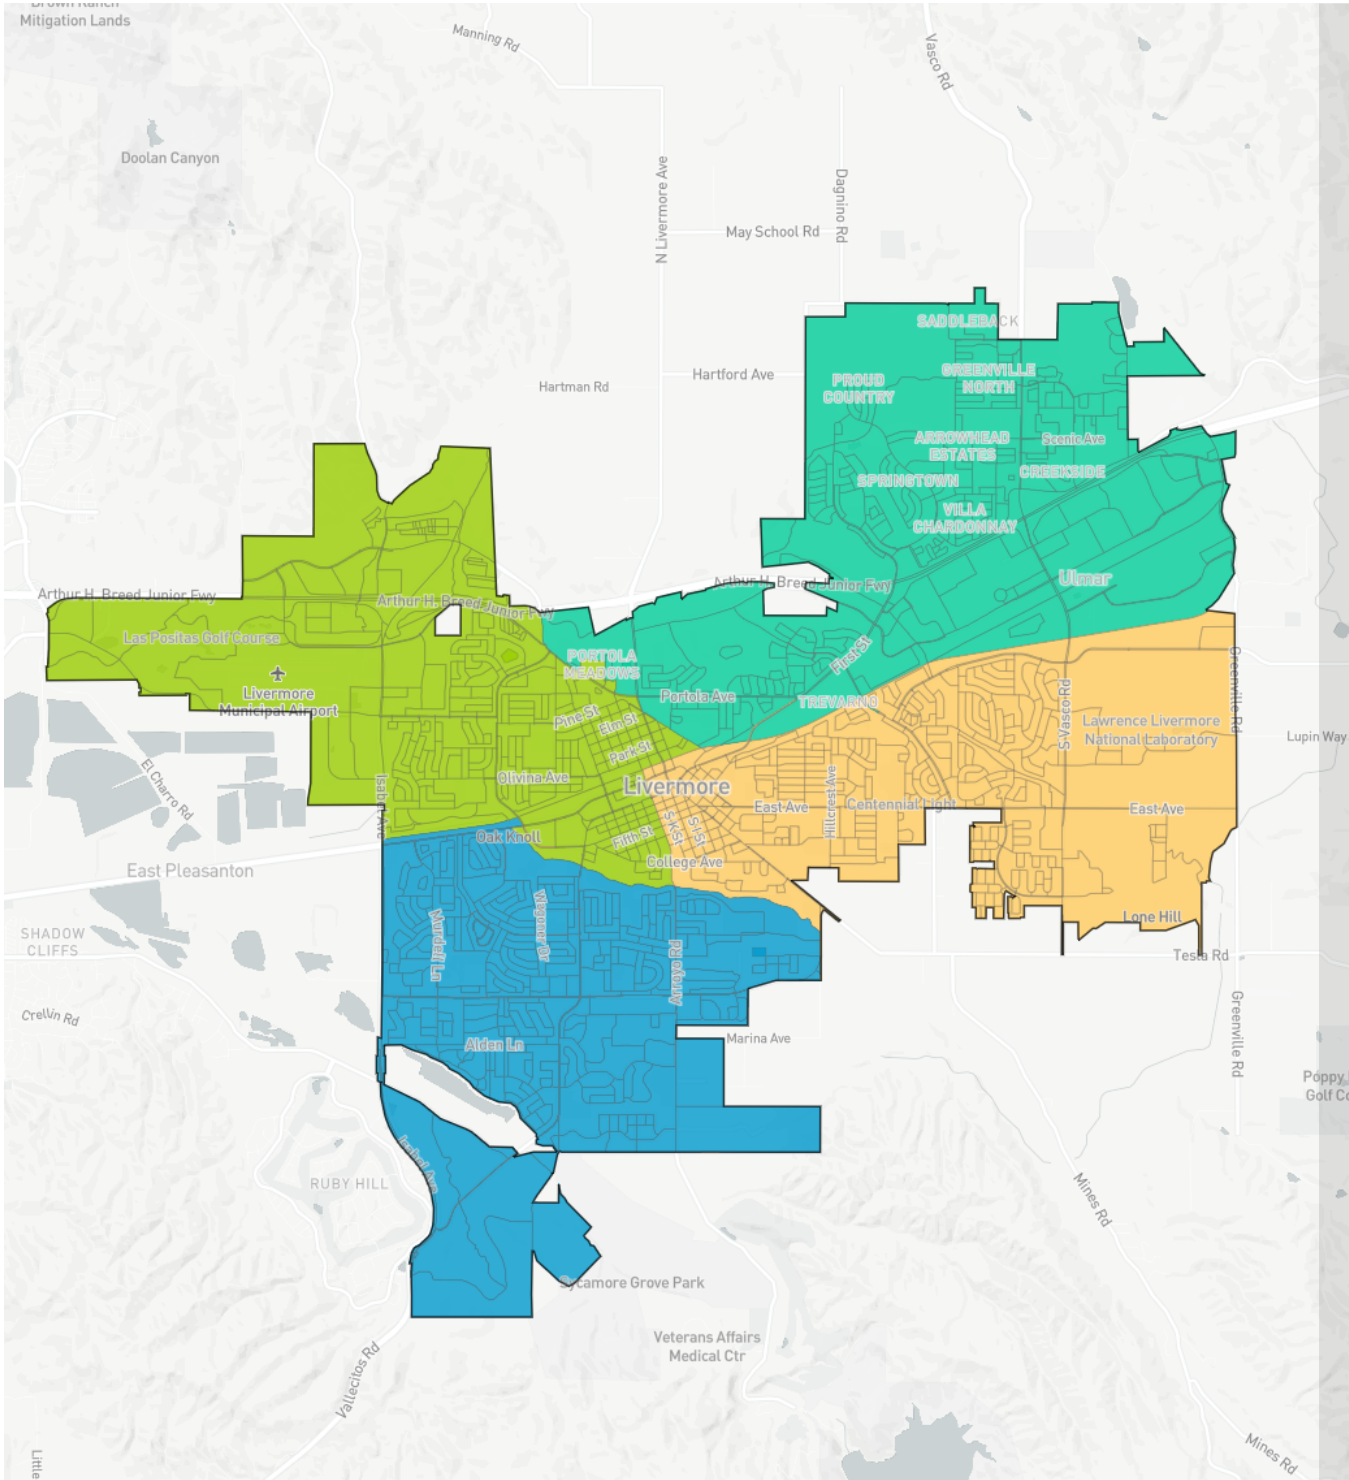 Brown Ranch
Mitigation Lands
Manning Rd
Vasco Rd
Doolan Canyon
N Livermore Ave
Dagnino Rd
May School Rd
SADDLEBACK
Hartman Rd
Hartford Ave
PROUD
COUNTRY
GREENVILLE
NORTH
ARROWHEAD
ESTATES
Scenic Ave
SPRINGTOWN
CREEKSIDE
VILLA
CHARDONNAY
Ulmar
Arthur H. Breed Junior Fwy
Arthur H. Breed Junior Fwy
Arthur H. Breed Junior Fwy
Las Positas Golf Course
PORTOLA
MEADOWS
First St
Greenville Rd
Livermore
Municipal Airport
Portola Ave
TREVARNO
S Vasco Rd
Pine St
Elm St
Park St
Lawrence Livermore
National Laboratory
Lupin Way
El Charro Rd
Isabel Ave
Olivina Ave
Livermore
East Ave
Hillcrest Ave
Centennial Light
East Ave
Oak Knoll
Fifth St
S K St
S I St
College Ave
East Pleasanton
SHADOW
CLIFFS
Murdell Ln
Wagoner Dr
Arroyo Rd
Lone Hill
Tesla Rd
Crellin Rd
Alden Ln
Marina Ave
Greenville Rd
Poppy
Golf Co
Isabel Ave
RUBY HILL
Mines Rd
Sycamore Grove Park
Veterans Affairs
Medical Ctr
Vallecitos Rd
Little
Mines Rd